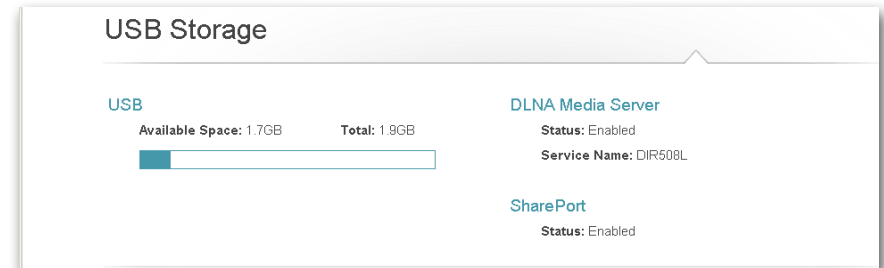 USB Storage
USB
Available Space: 1.7GB Total: 1.9GB
DLNA Media Server
Status: Enabled
Service Name: DIR508L
SharePort
Status: Enabled